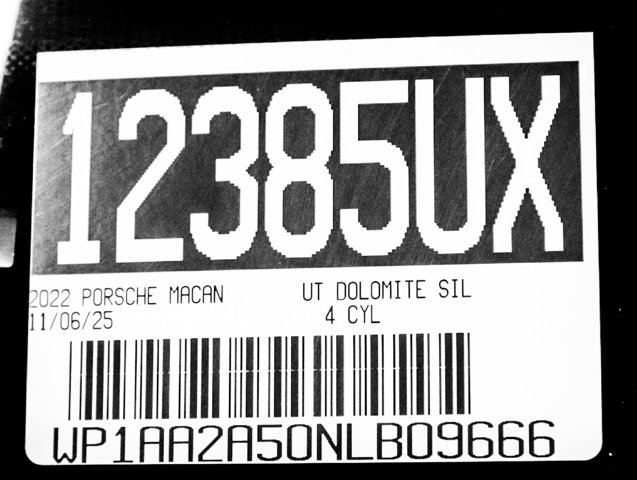 12385UX
2022 PORSCHE MACAN UT DOLOMITE SIL
11/06/25 4 CYL
WP1AA2A50NLB09666